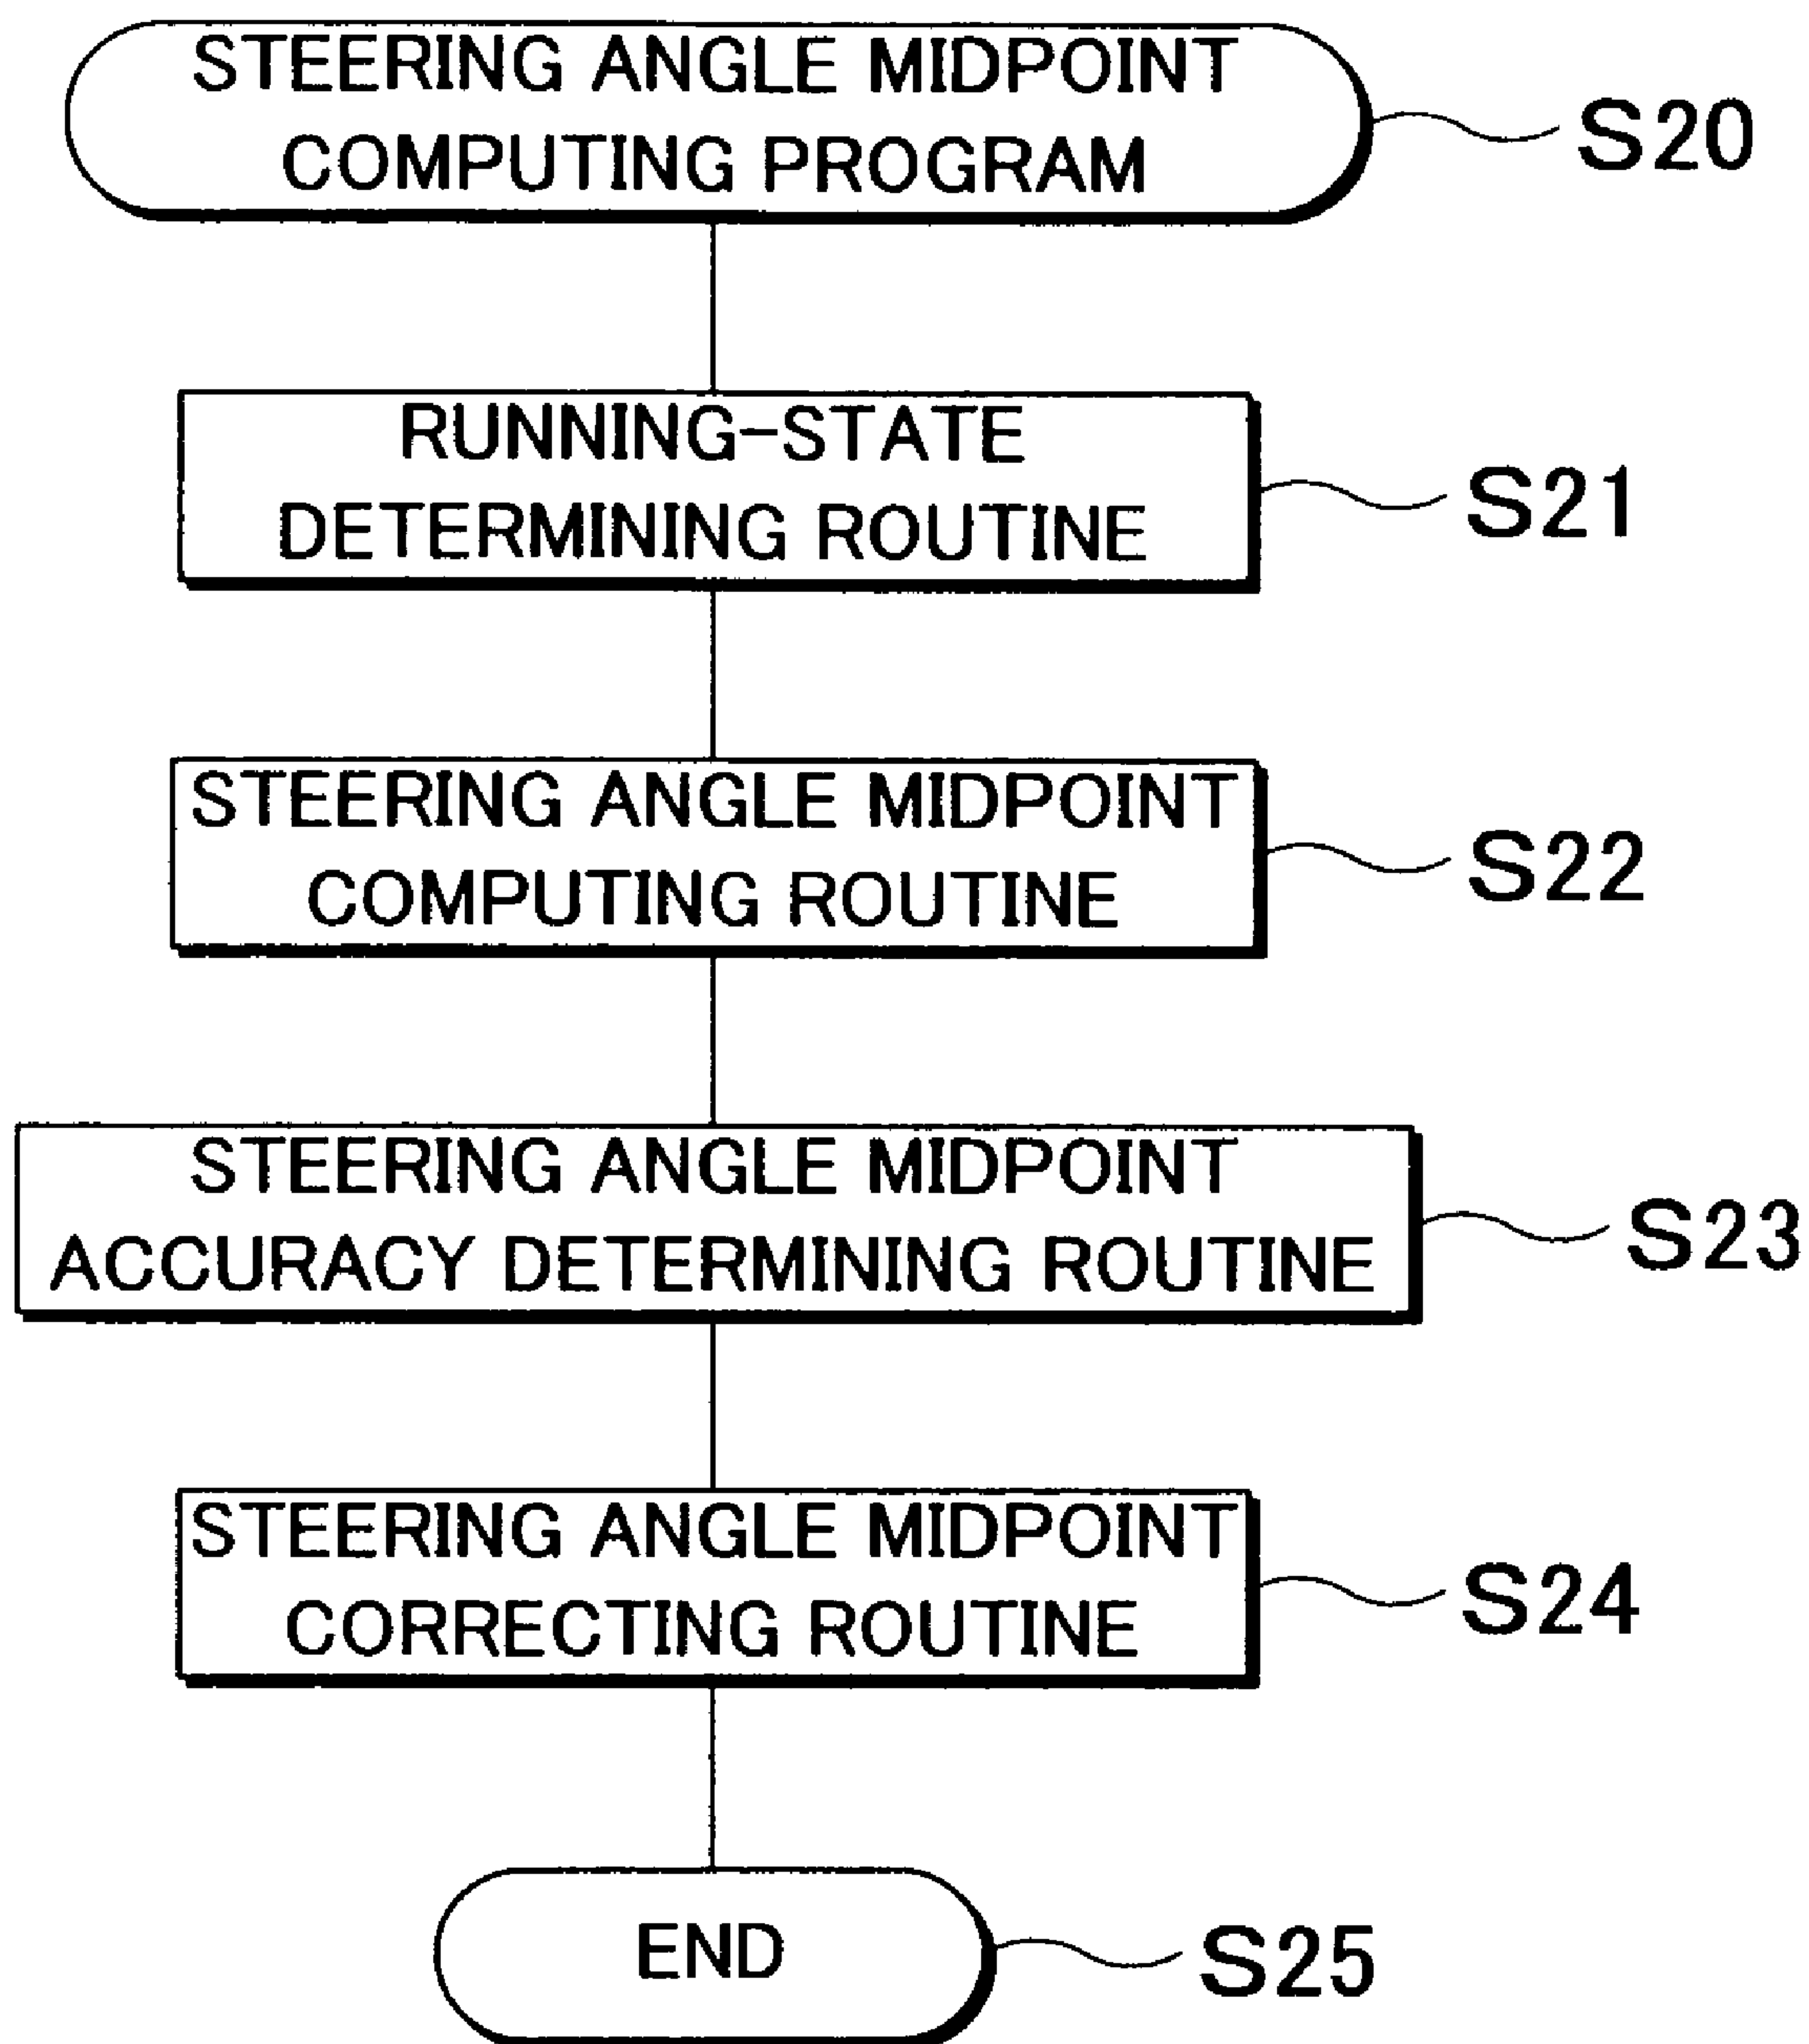 STEERING ANGLE MIDPOINT
COMPUTING PROGRAM
S20
RUNNING-STATE
DETERMINING ROUTINE
S21
STEERING ANGLE MIDPOINT
COMPUTING ROUTINE
S22
STEERING ANGLE MIDPOINT
ACCURACY DETERMINING ROUTINE
S23
STEERING ANGLE MIDPOINT
CORRECTING ROUTINE
S24
END
S25